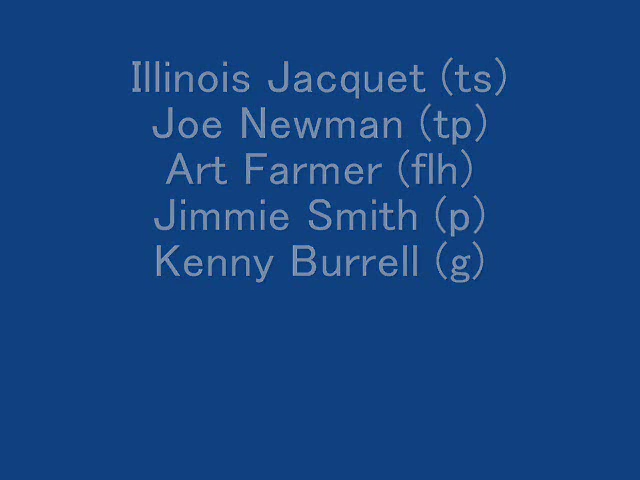 Illinois Jacquet (ts)
Joe Newman (tp)
Art Farmer (flh)
Jimmie Smith (p)
Kenny Burrell (g)